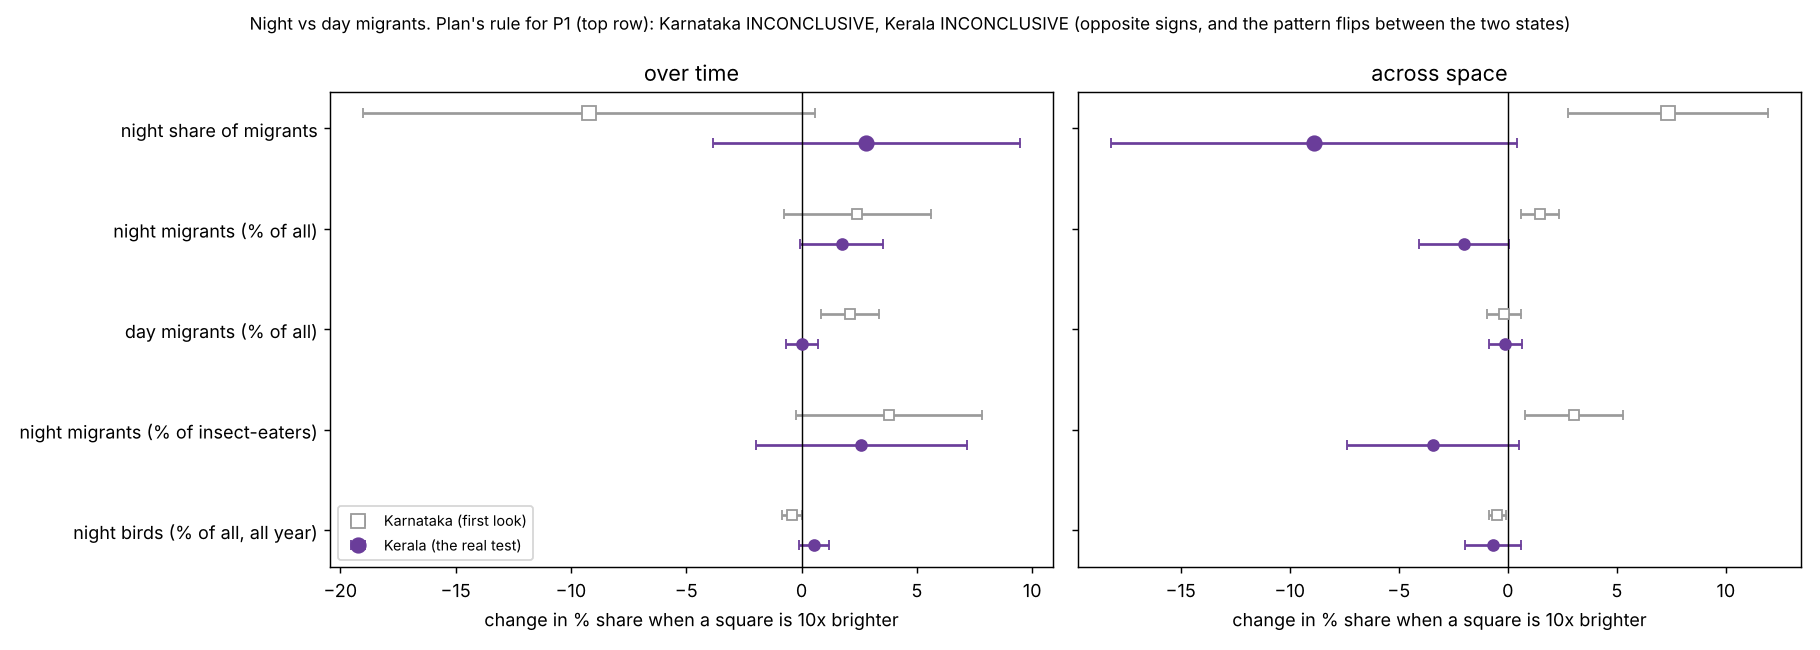 Night vs day migrants. Plan's rule for P1 (top row): Karnataka INCONCLUSIVE, Kerala INCONCLUSIVE (opposite signs, and the pattern flips between the two states)
over time
across space
night share of migrants
night migrants (% of all)
day migrants (% of all)
night migrants (% of insect-eaters)
night birds (% of all, all year)
Karnataka (first look)
Kerala (the real test)
−20 −15 −10 −5 0 5 10
−15 −10 −5 0 5 10
change in % share when a square is 10x brighter
change in % share when a square is 10x brighter